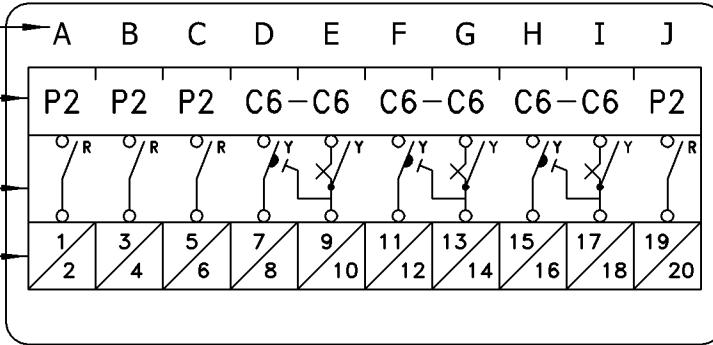 A B C D E F G H I J
P2 P2 P2 C6-C6 C6-C6 C6-C6 P2
R R R Y Y Y Y Y Y R
1 3 5 7 9 11 13 15 17 19
2 4 6 8 10 12 14 16 18 20